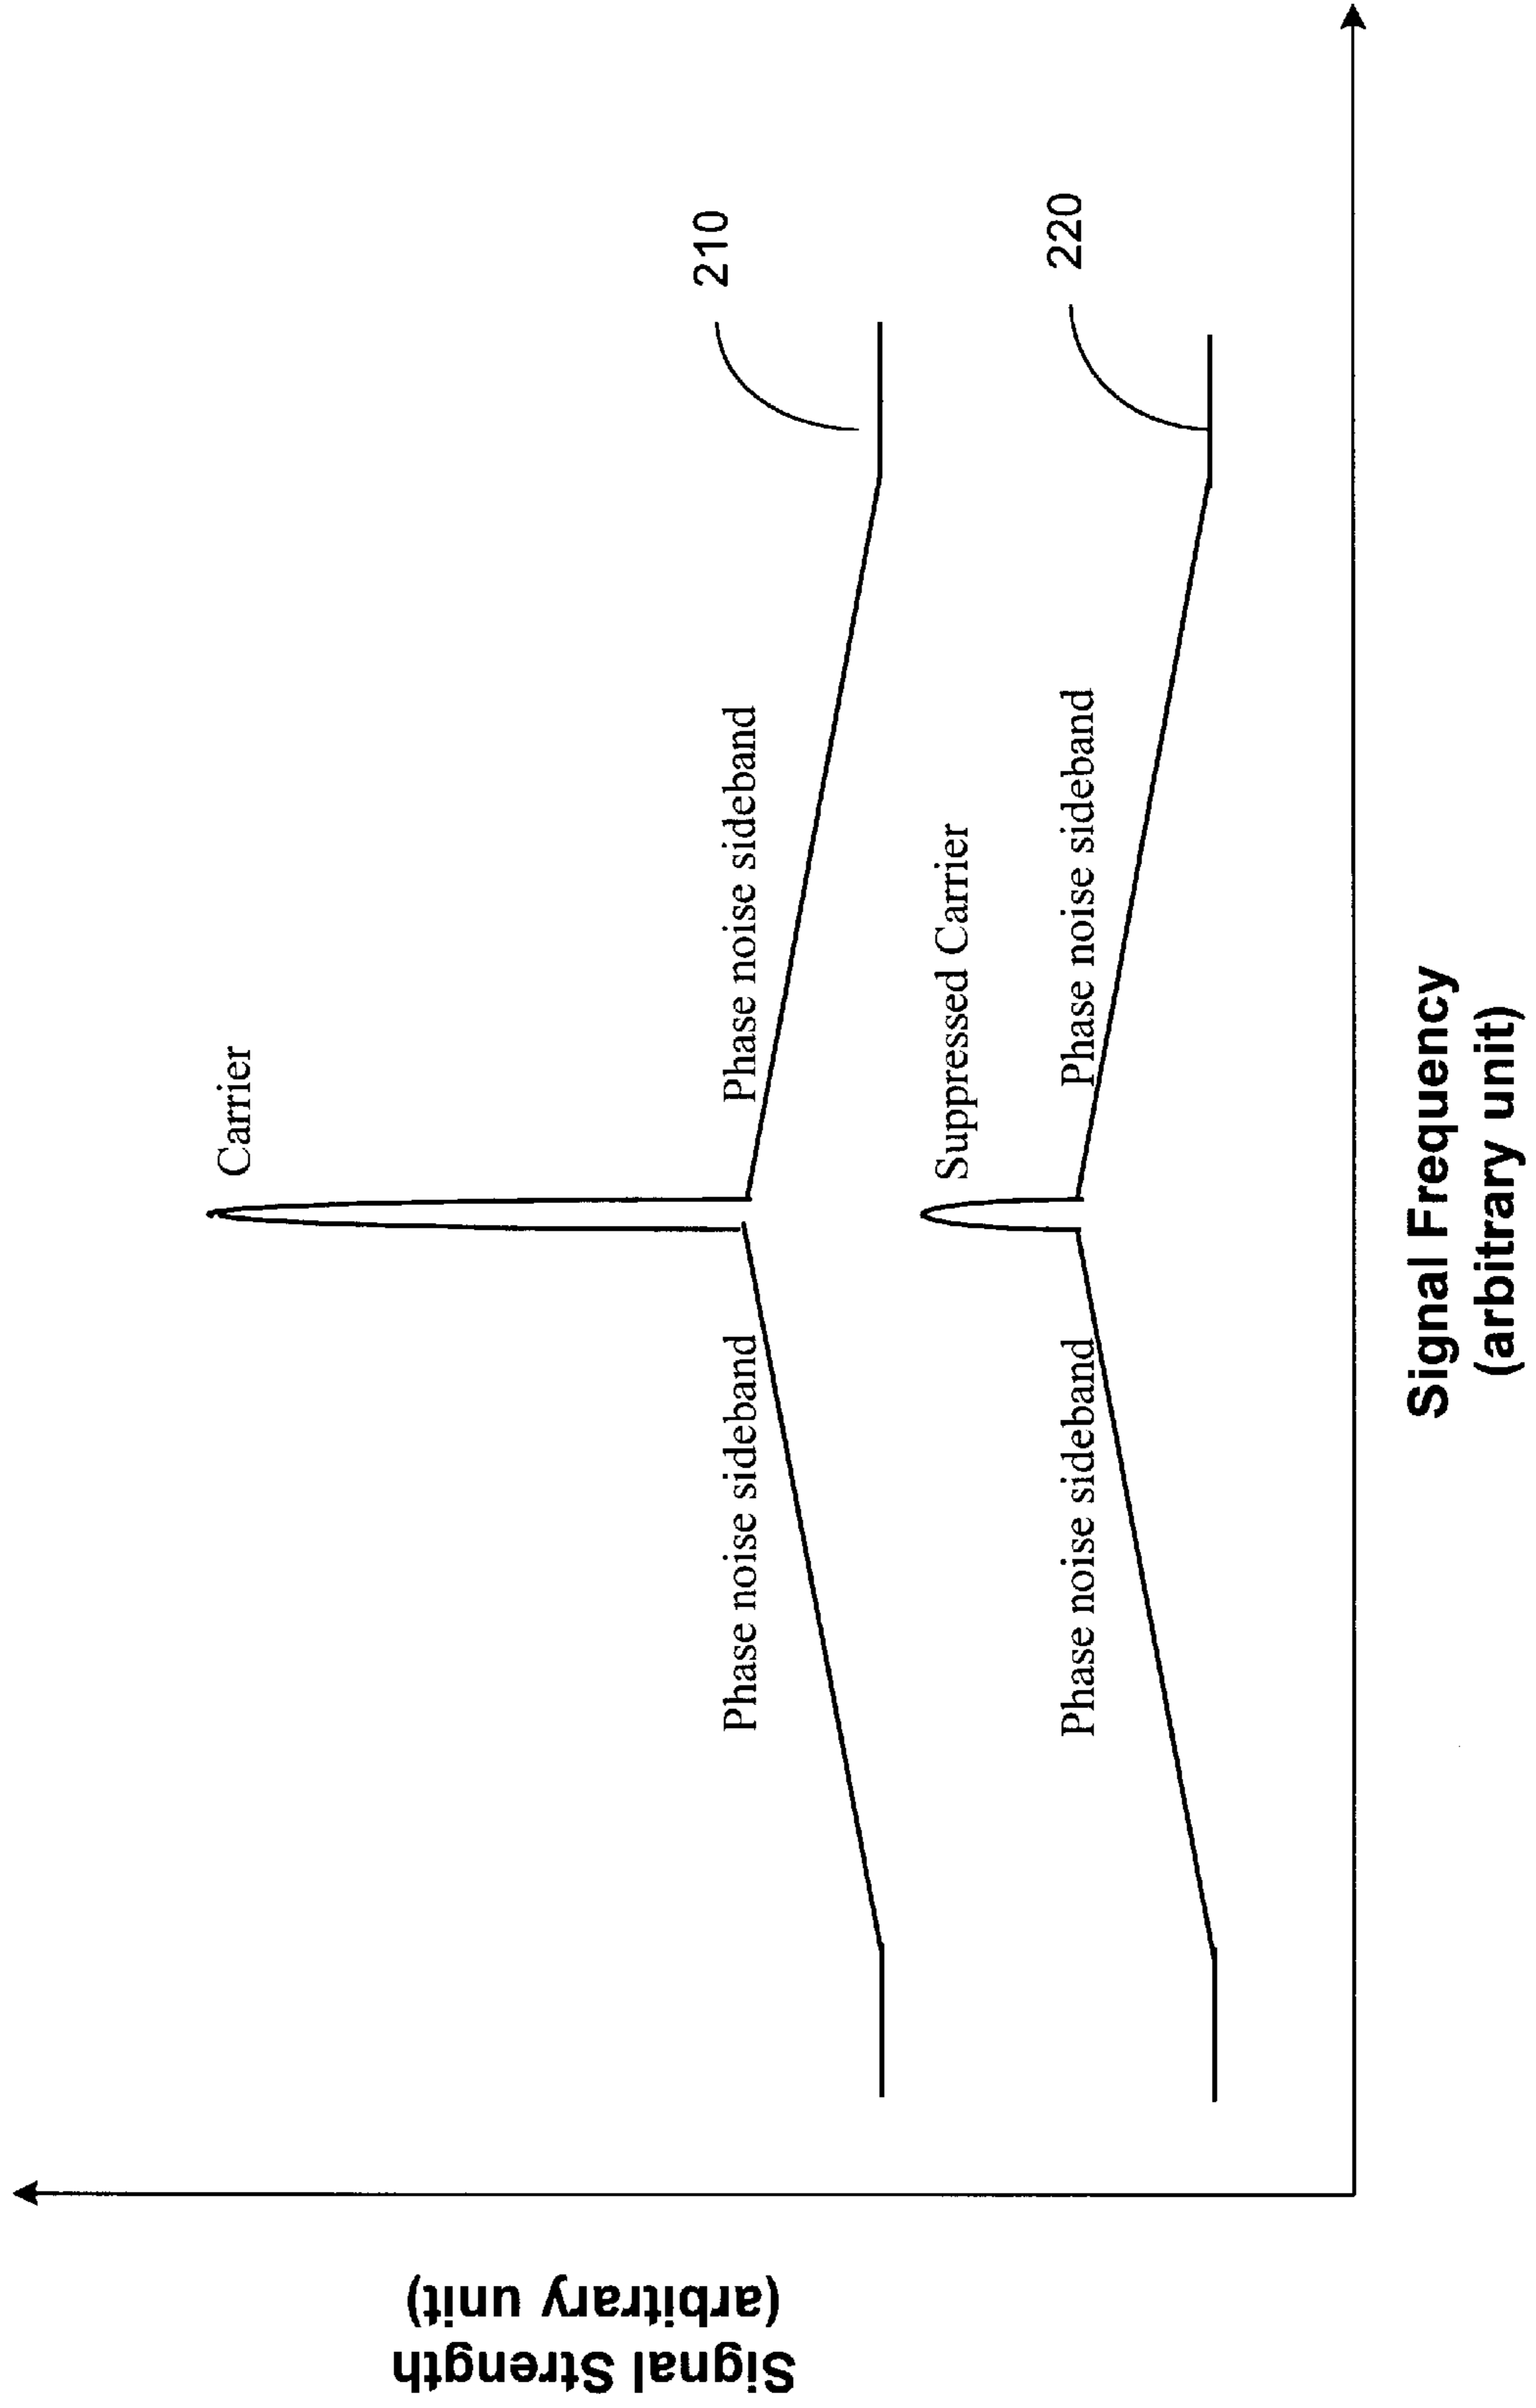 Signal Strength
(arbitrary unit)
Carrier
Phase noise sideband
Phase noise sideband
210
Suppressed Carrier
Phase noise sideband
Phase noise sideband
220
Signal Frequency
(arbitrary unit)